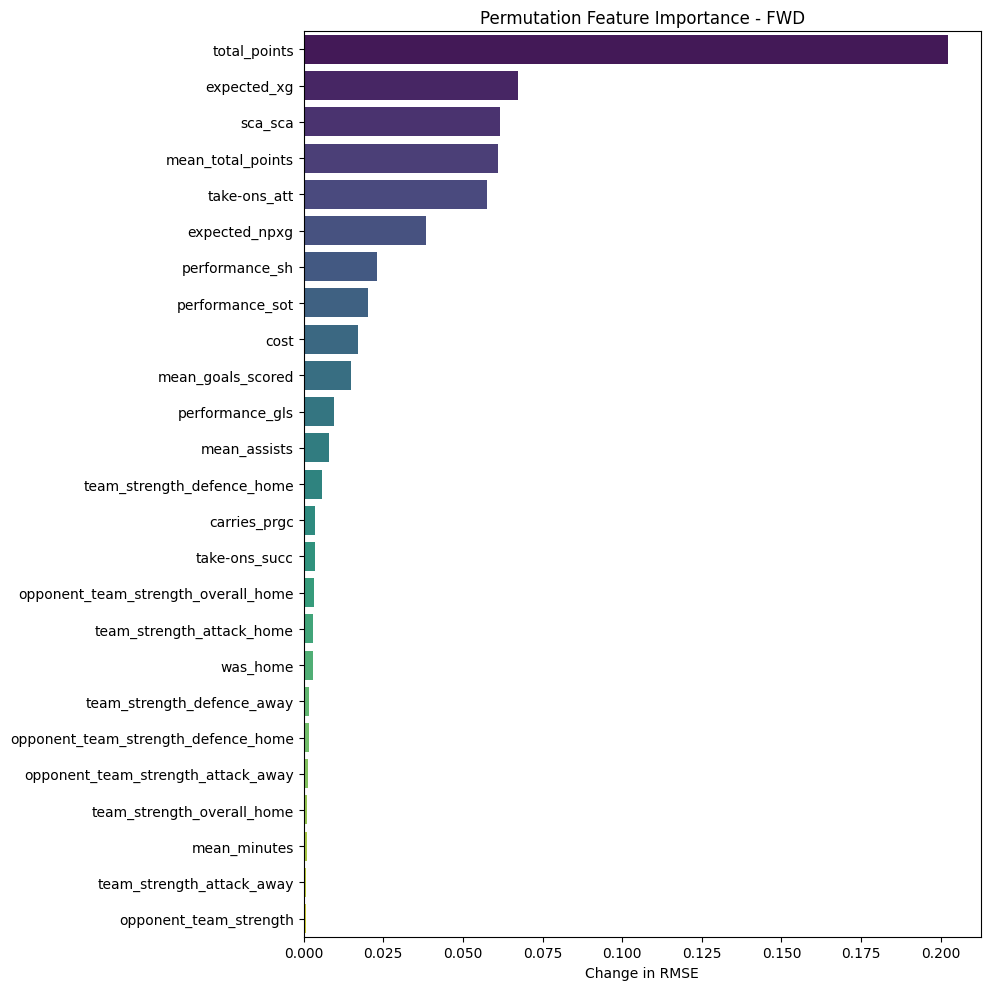 Permutation Feature Importance - FWD
total_points
expected_xg
sca_sca
mean_total_points
take-ons_att
expected_npxg
performance_sh
performance_sot
cost
mean_goals_scored
performance_gls
mean_assists
team_strength_defence_home
carries_prgc
take-ons_succ
opponent_team_strength_overall_home
team_strength_attack_home
was_home
team_strength_defence_away
opponent_team_strength_defence_home
opponent_team_strength_attack_away
team_strength_overall_home
mean_minutes
team_strength_attack_away
opponent_team_strength
0.000 0.025 0.050 0.075 0.100 0.125 0.150 0.175 0.200
Change in RMSE